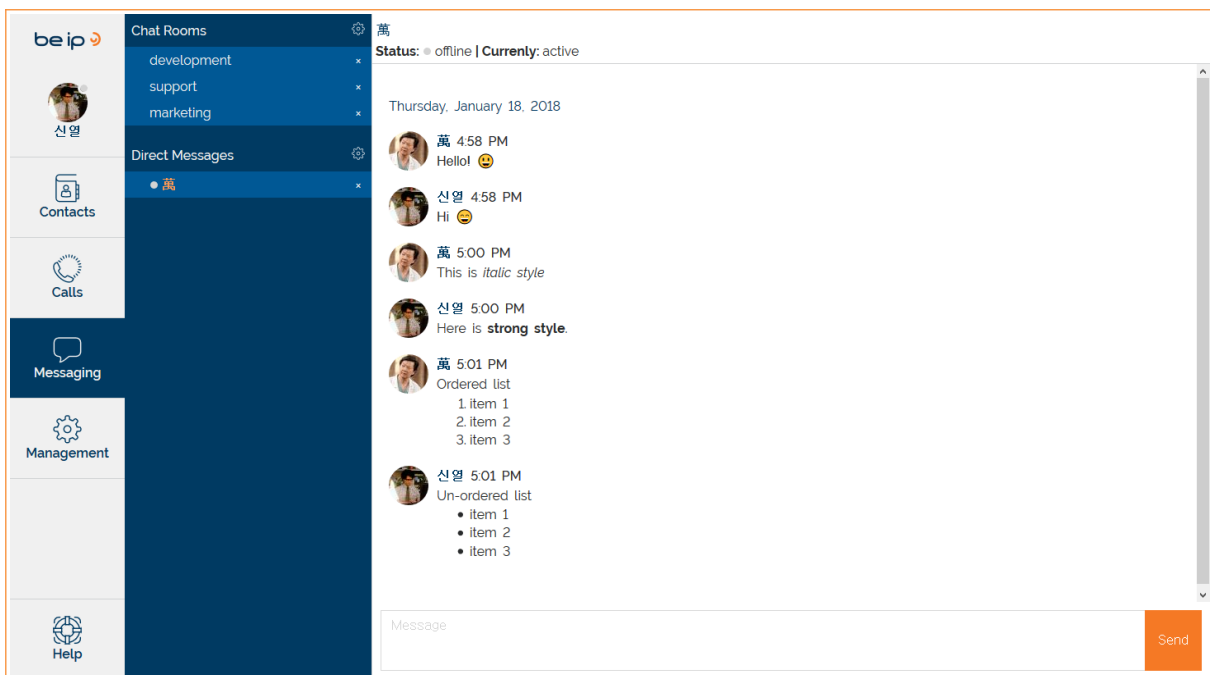 be ip
신열
Contacts
Calls
Messaging
Management
Help
Chat Rooms
development
support
marketing
Direct Messages
萬
萬
Status: offline | Currenly: active
Thursday, January 18, 2018
萬 4:58 PM
Hello! 😃
신열 4:58 PM
Hi 😄
萬 5:00 PM
This is italic style
신열 5:00 PM
Here is strong style.
萬 5:01 PM
Ordered list
1. item 1
2. item 2
3. item 3
신열 5:01 PM
Un-ordered list
• item 1
• item 2
• item 3
Message
Send